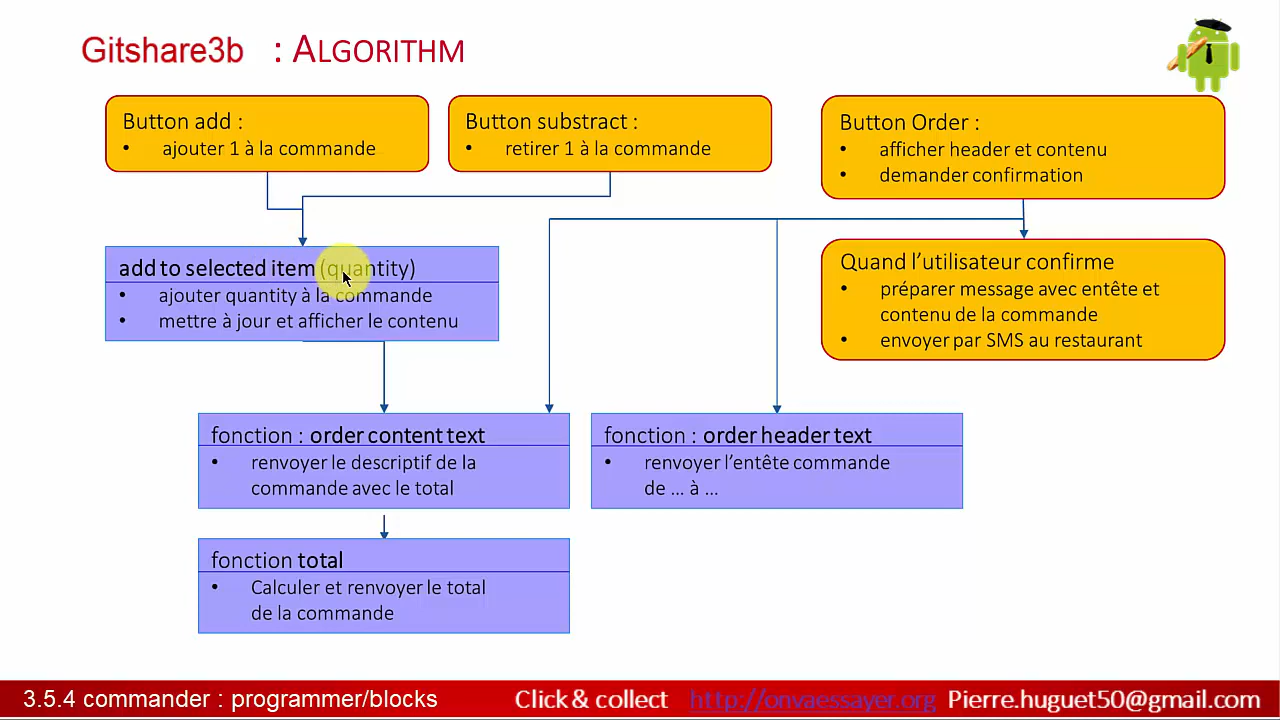 Gitshare3b : ALGORITHM
Button add :
• ajouter 1 à la commande
Button substract :
• retirer 1 à la commande
Button Order :
• afficher header et contenu
• demander confirmation
add to selected item (quantity)
• ajouter quantity à la commande
• mettre à jour et afficher le contenu
Quand l’utilisateur confirme
• préparer message avec entête et
contenu de la commande
• envoyer par SMS au restaurant
fonction : order content text
• renvoyer le descriptif de la
commande avec le total
fonction : order header text
• renvoyer l’entête commande
de ... à ...
fonction total
• Calculer et renvoyer le total
de la commande
3.5.4 commander : programmer/blocks
Click & collect http://onvaessayer.org Pierre.huguet50@gmail.com